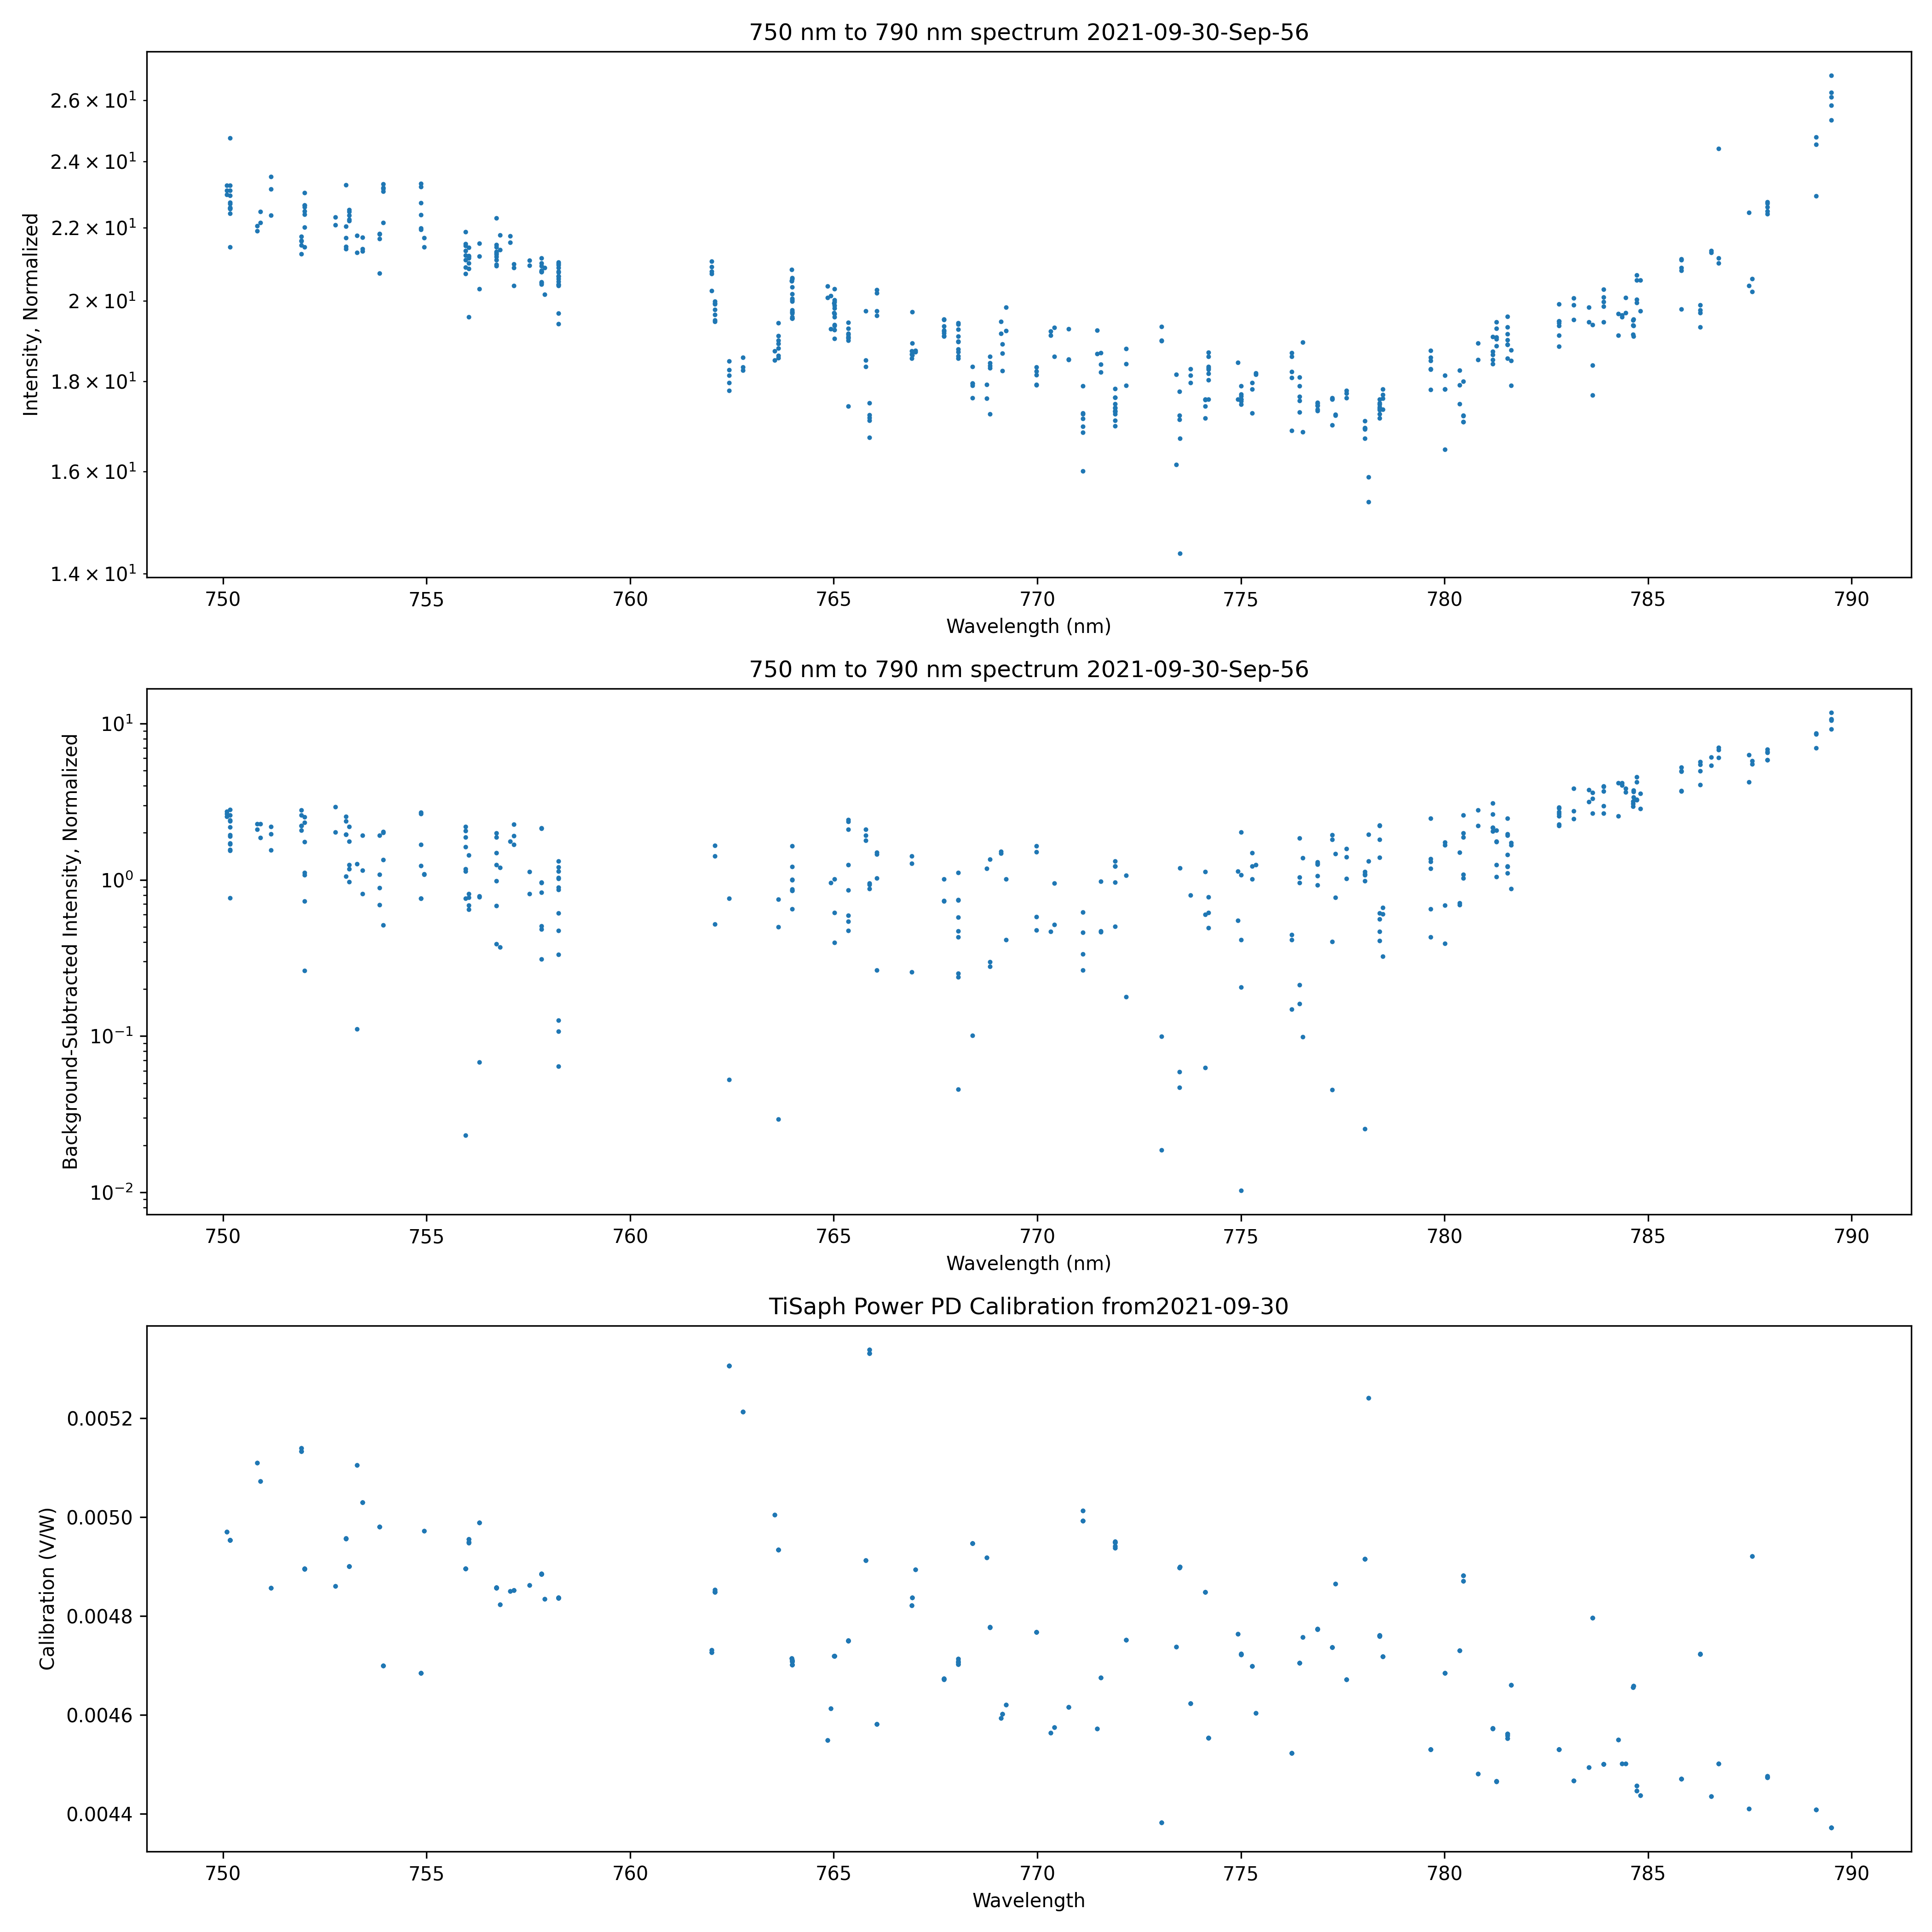 750 nm to 790 nm spectrum 2021-09-30-Sep-56
Intensity, Normalized
2.6 × 10¹
2.4 × 10¹
2.2 × 10¹
2 × 10¹
1.8 × 10¹
1.6 × 10¹
1.4 × 10¹
750 755 760 765 770 775 780 785 790
Wavelength (nm)
750 nm to 790 nm spectrum 2021-09-30-Sep-56
Background-Subtracted Intensity, Normalized
10¹
10⁰
10⁻¹
10⁻²
750 755 760 765 770 775 780 785 790
Wavelength (nm)
TiSaph Power PD Calibration from2021-09-30
Calibration (V/W)
0.0052
0.0050
0.0048
0.0046
0.0044
750 755 760 765 770 775 780 785 790
Wavelength